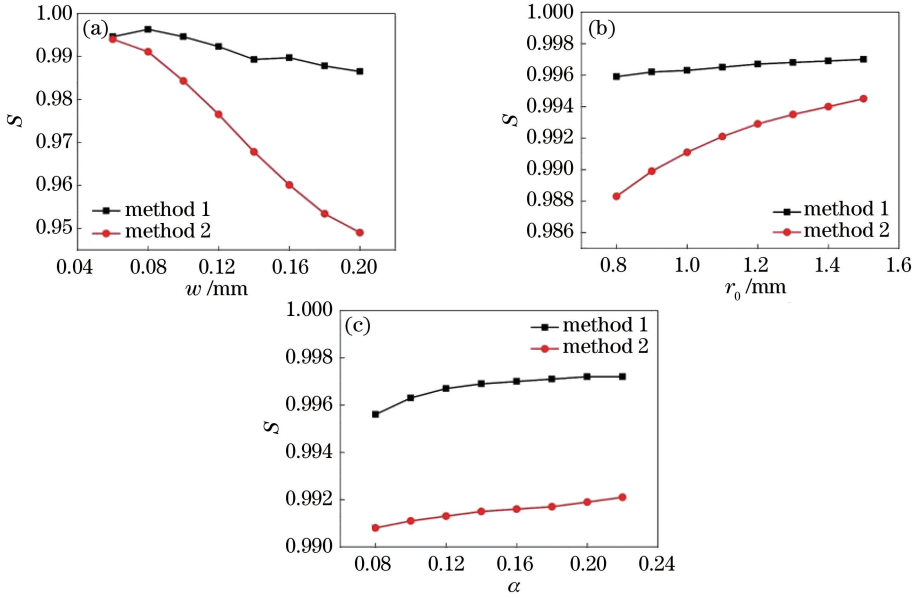 (a)
1.00
0.99
0.98
0.97
0.96
0.95
S
method 1
method 2
0.04 0.08 0.12 0.16 0.20
w /mm
(b)
1.000
0.998
0.996
0.994
0.992
0.990
0.988
0.986
S
method 1
method 2
0.8 1.0 1.2 1.4 1.6
r0 /mm
(c)
1.000
0.998
0.996
0.994
0.992
0.990
S
method 1
method 2
0.08 0.12 0.16 0.20 0.24
α